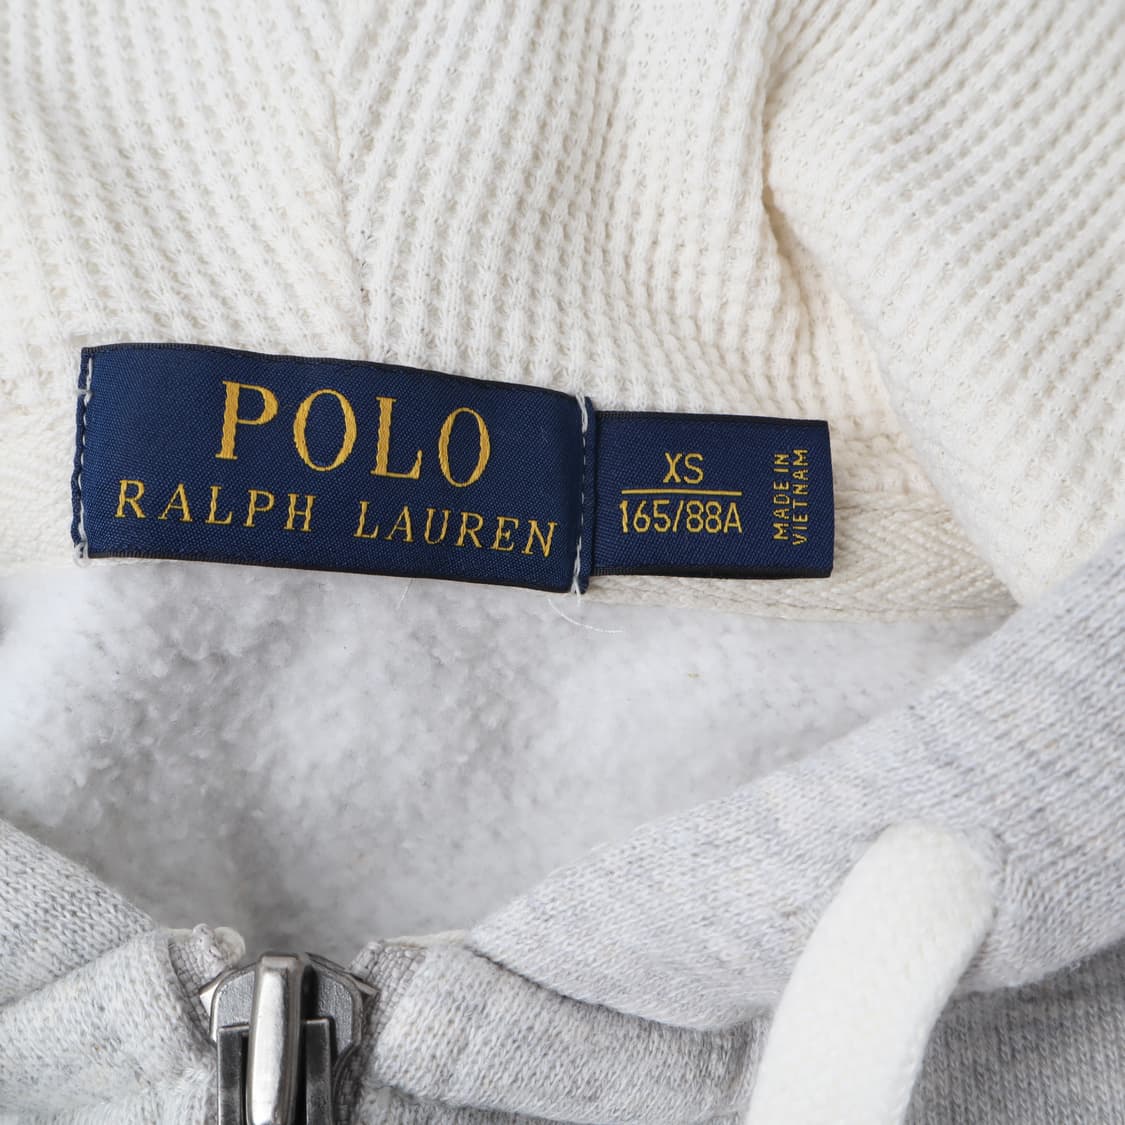 POLO
RALPH LAUREN
XS
165/88A
MADE IN
VIETNAM